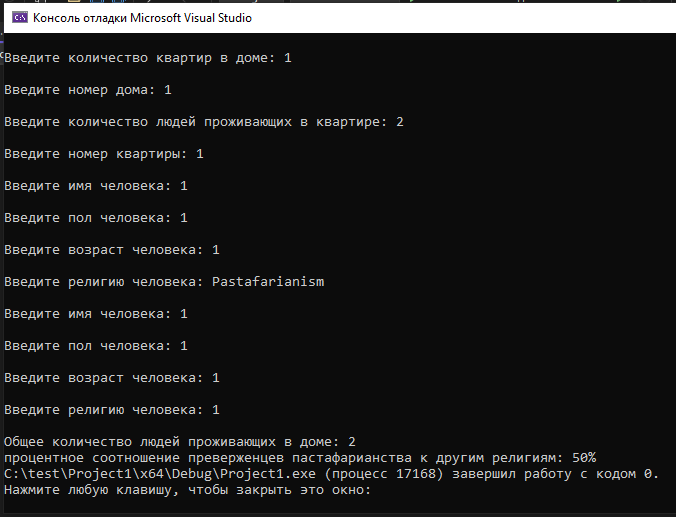 Консоль отладки Microsoft Visual Studio
Введите количество квартир в доме: 1
Введите номер дома: 1
Введите количество людей проживающих в квартире: 2
Введите номер квартиры: 1
Введите имя человека: 1
Введите пол человека: 1
Введите возраст человека: 1
Введите религию человека: Pastafarianism
Введите имя человека: 1
Введите пол человека: 1
Введите возраст человека: 1
Введите религию человека: 1
Общее количество людей проживающих в доме: 2
процентное соотношение преверженцев пастафарианства к другим религиям: 50%
C:\test\Project1\x64\Debug\Project1.exe (процесс 17168) завершил работу с кодом 0.
Нажмите любую клавишу, чтобы закрыть это окно: